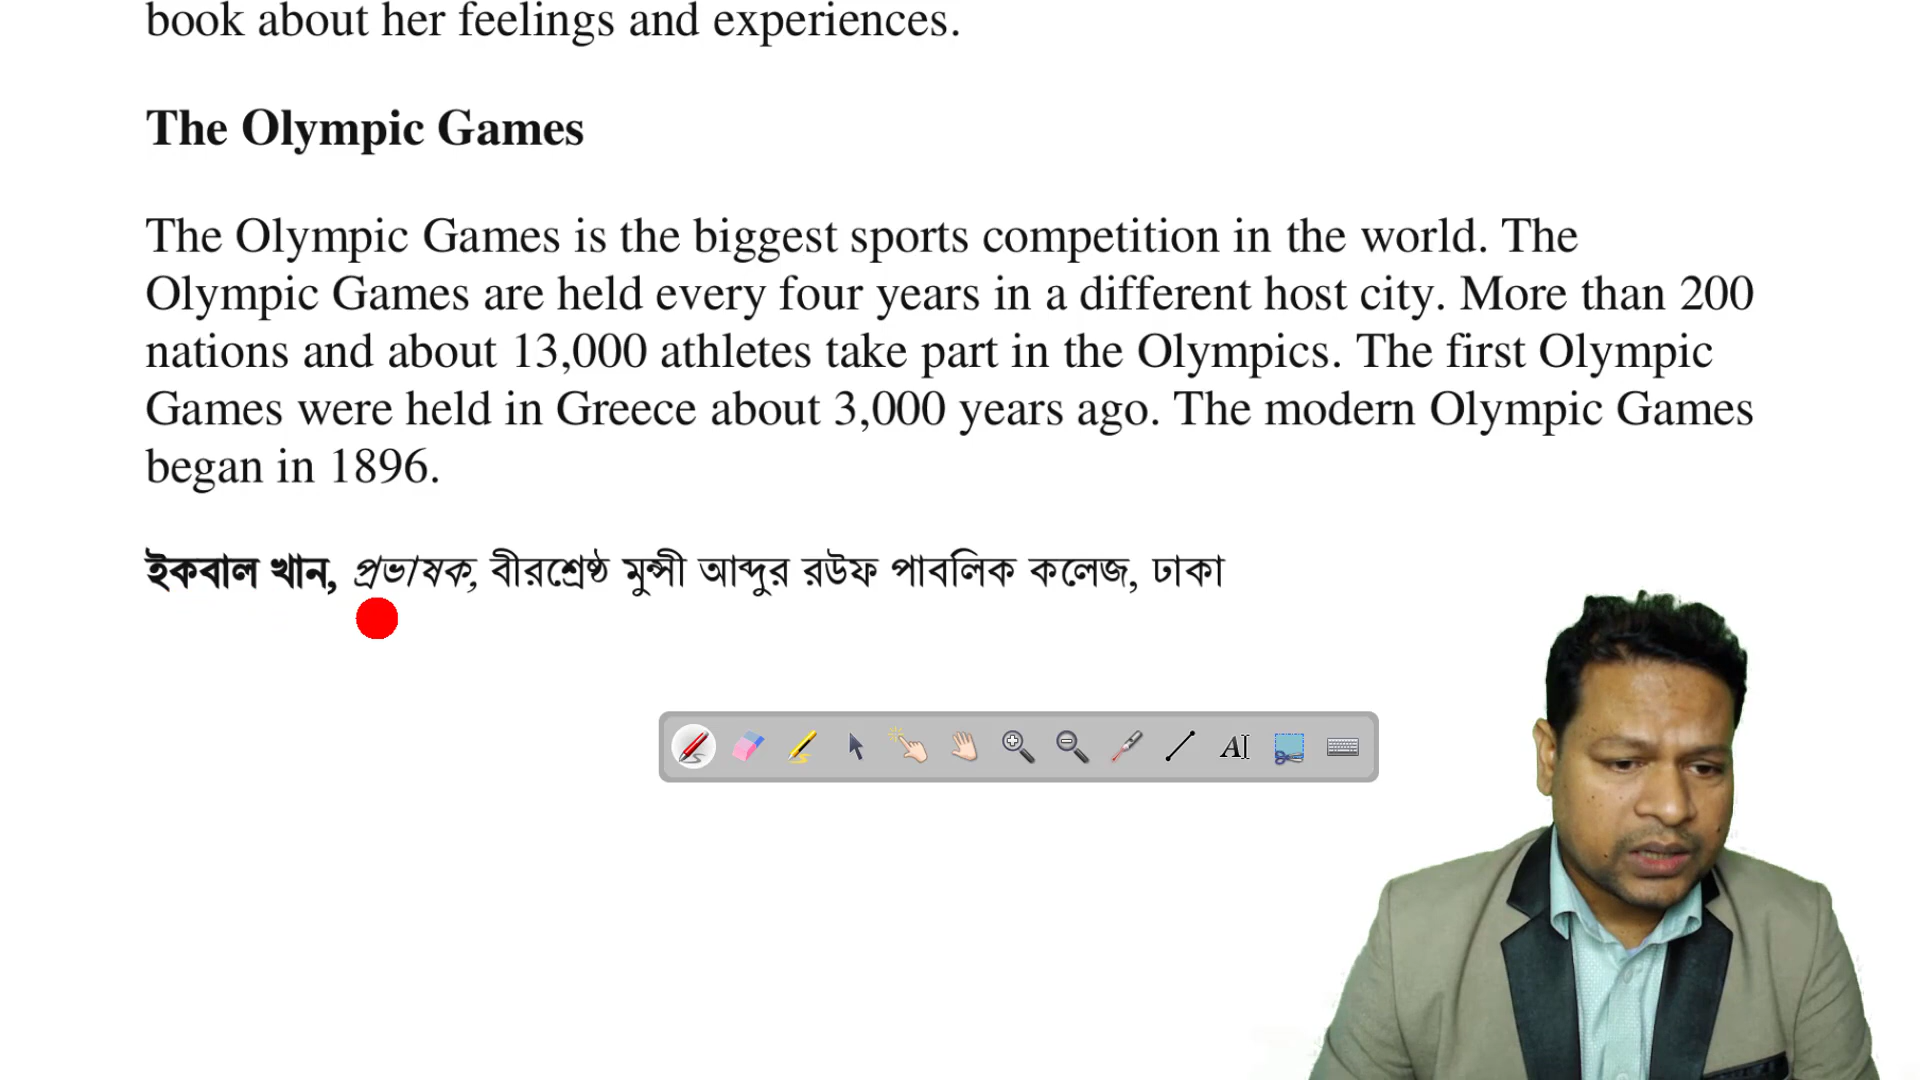 book about her feelings and experiences.
The Olympic Games
The Olympic Games is the biggest sports competition in the world. The
Olympic Games are held every four years in a different host city. More than 200
nations and about 13,000 athletes take part in the Olympics. The first Olympic
Games were held in Greece about 3,000 years ago. The modern Olympic Games
began in 1896.
ইকবাল খান, প্রভাষক, বীরশ্রেষ্ঠ মুন্সী আব্দুর রউফ পাবলিক কলেজ, ঢাকা